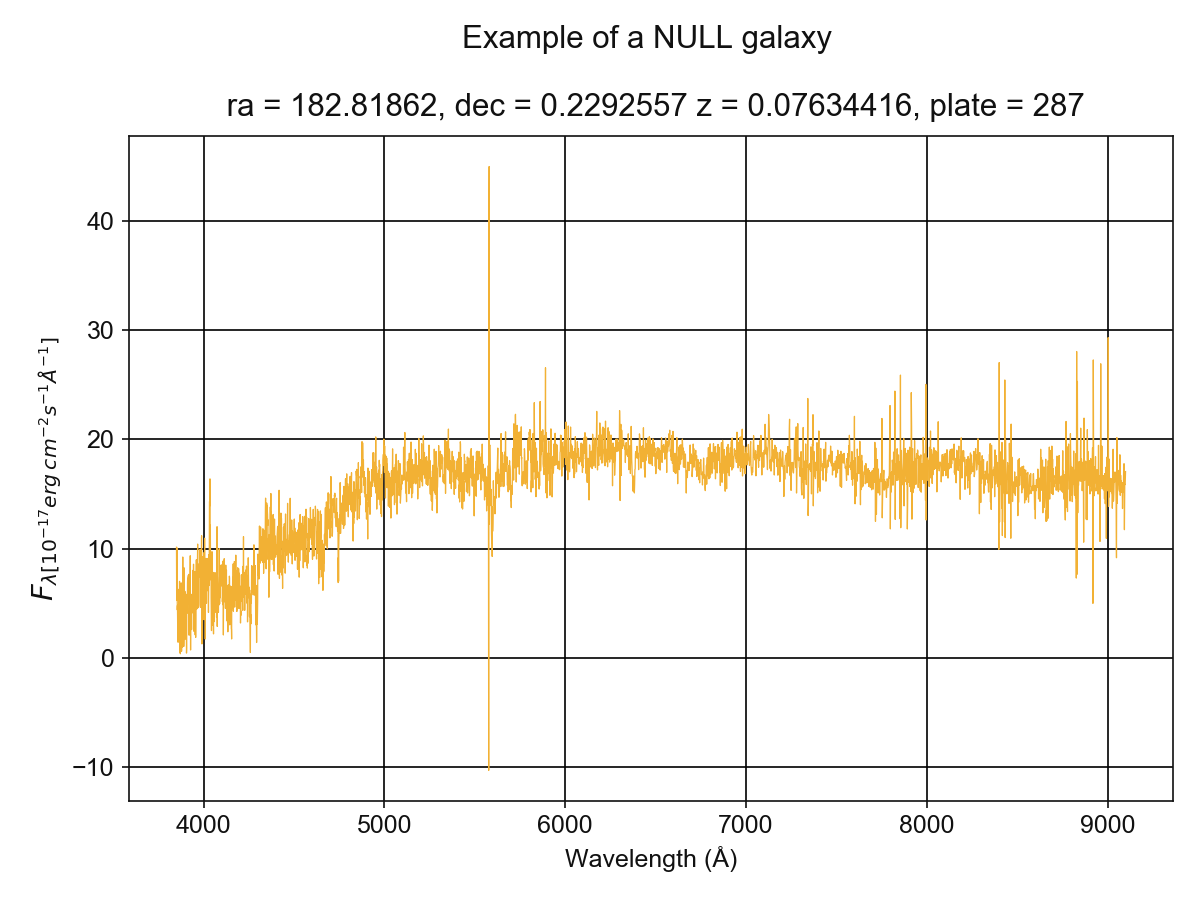 Example of a NULL galaxy
ra = 182.81862, dec = 0.2292557 z = 0.07634416, plate = 287
40
30
20
10
0
−10
F_{λ[10^{−17} erg cm^{−2} s^{−1} Å^{−1}]}
4000 5000 6000 7000 8000 9000
Wavelength (Å)